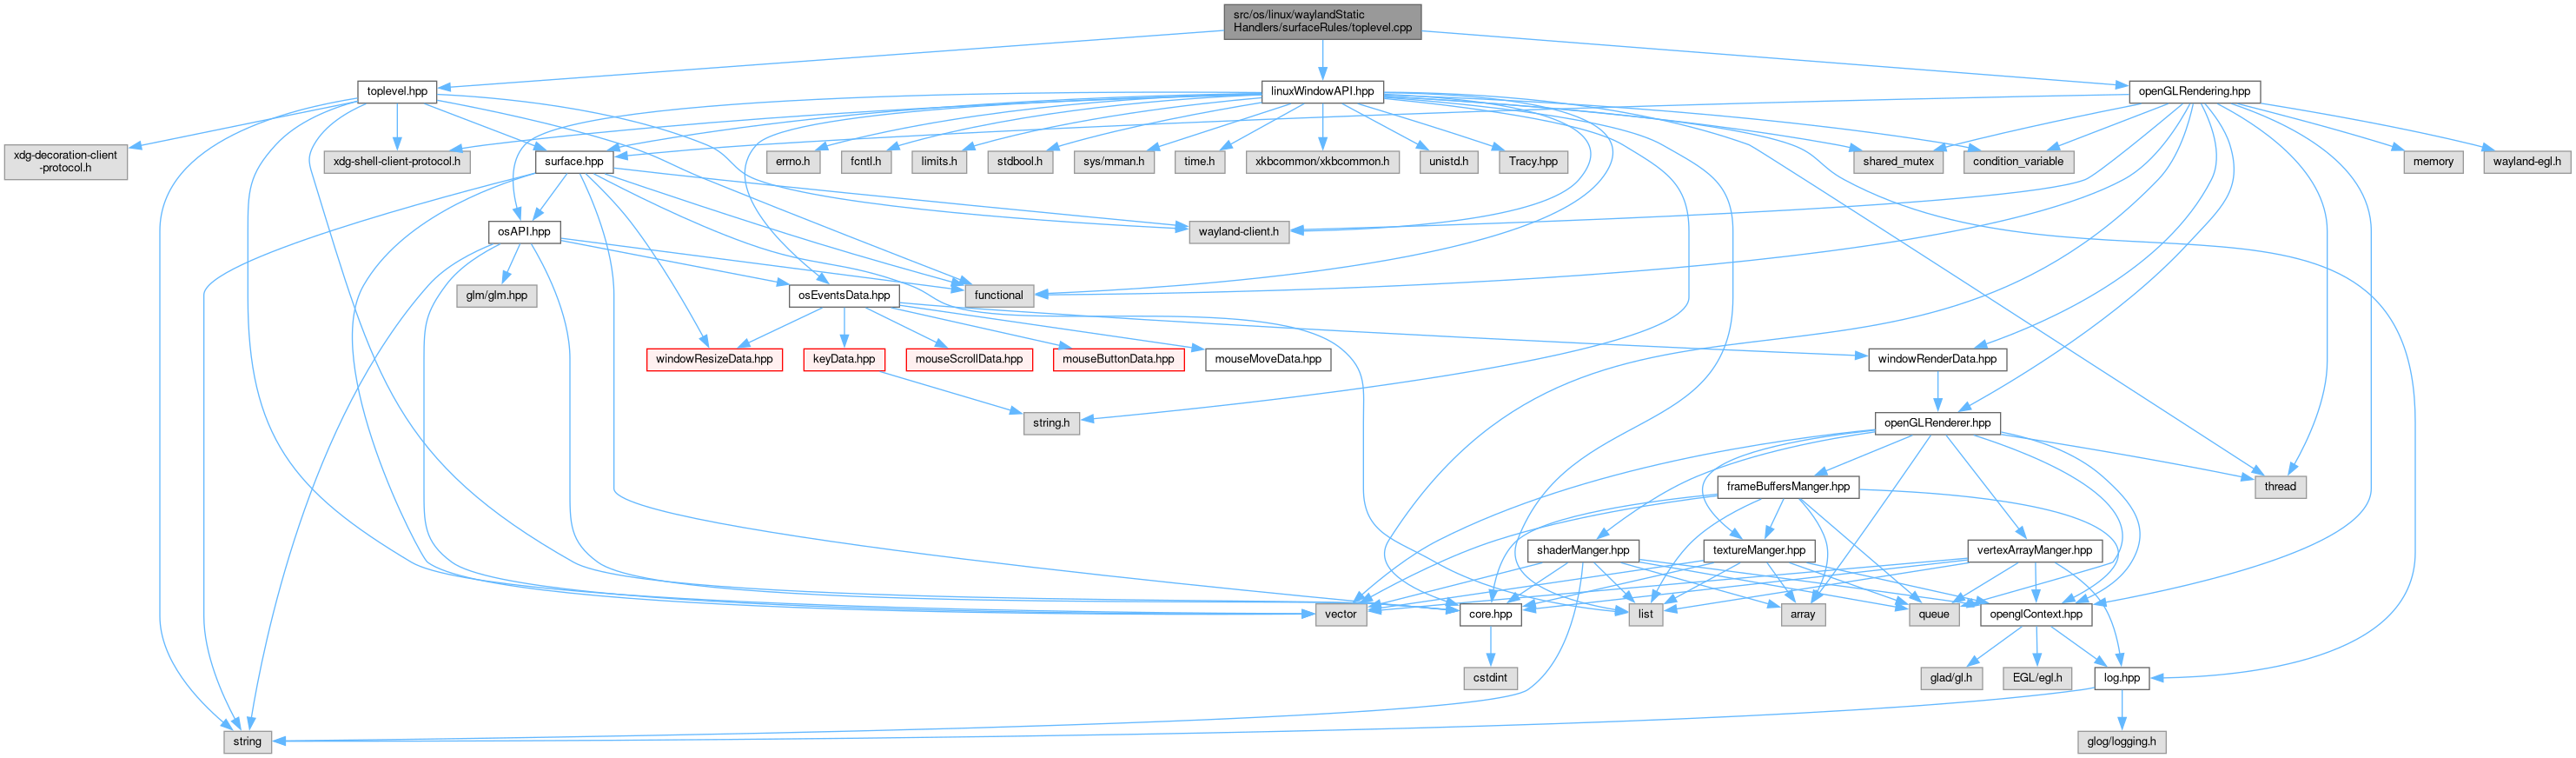 src/os/linux/waylandStatic
Handlers/surfaceRules/toplevel.cpp
toplevel.hpp
linuxWindowAPI.hpp
openGLRendering.hpp
xdg-decoration-client
-protocol.h
xdg-shell-client-protocol.h
surface.hpp
errno.h
fcntl.h
limits.h
stdbool.h
sys/mman.h
time.h
xkbcommon/xkbcommon.h
unistd.h
Tracy.hpp
shared_mutex
condition_variable
memory
wayland-egl.h
osAPI.hpp
wayland-client.h
glm/glm.hpp
osEventsData.hpp
functional
windowResizeData.hpp
keyData.hpp
mouseScrollData.hpp
mouseButtonData.hpp
mouseMoveData.hpp
windowRenderData.hpp
string.h
openGLRenderer.hpp
frameBuffersManger.hpp
thread
shaderManger.hpp
textureManger.hpp
vertexArrayManger.hpp
vector
core.hpp
list
array
queue
openglContext.hpp
cstdint
glad/gl.h
EGL/egl.h
log.hpp
string
glog/logging.h